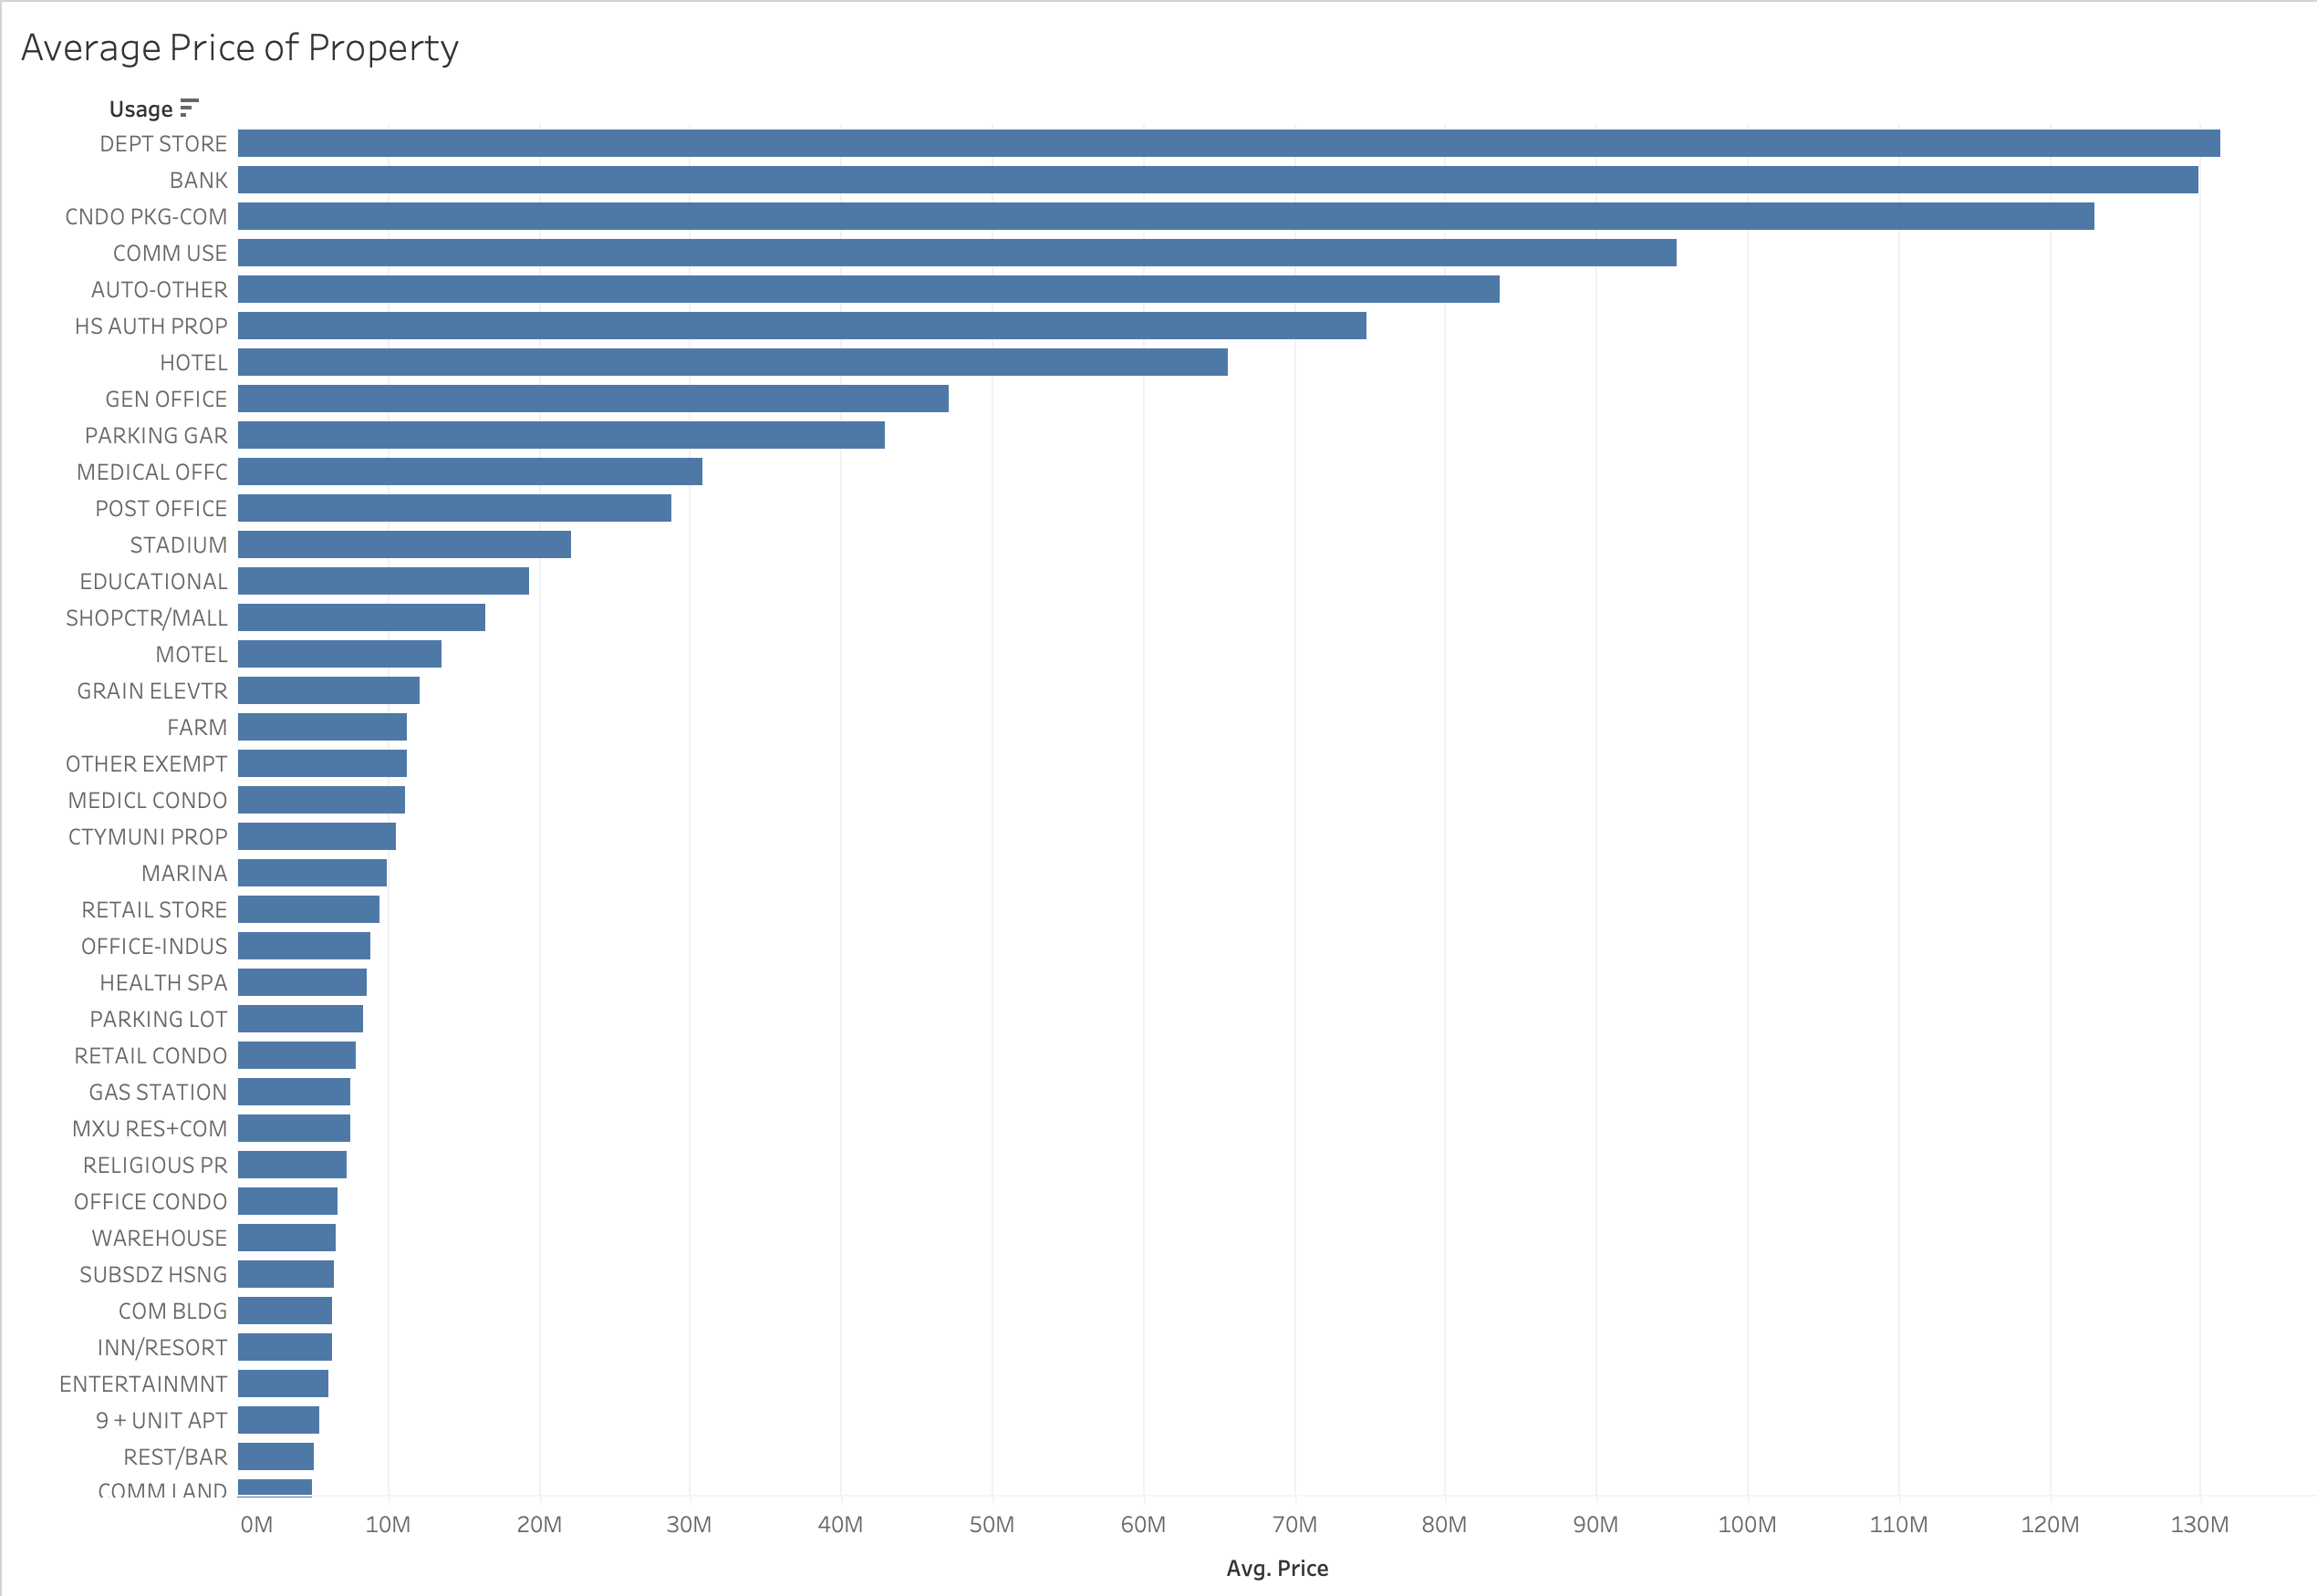 Average Price of Property
Usage
DEPT STORE
BANK
CNDO PKG-COM
COMM USE
AUTO-OTHER
HS AUTH PROP
HOTEL
GEN OFFICE
PARKING GAR
MEDICAL OFFC
POST OFFICE
STADIUM
EDUCATIONAL
SHOPCTR/MALL
MOTEL
GRAIN ELEVTR
FARM
OTHER EXEMPT
MEDICL CONDO
CTYMUNI PROP
MARINA
RETAIL STORE
OFFICE-INDUS
HEALTH SPA
PARKING LOT
RETAIL CONDO
GAS STATION
MXU RES+COM
RELIGIOUS PR
OFFICE CONDO
WAREHOUSE
SUBSDZ HSNG
COM BLDG
INN/RESORT
ENTERTAINMNT
9 + UNIT APT
REST/BAR
COMM LAND
0M 10M 20M 30M 40M 50M 60M 70M 80M 90M 100M 110M 120M 130M
Avg. Price